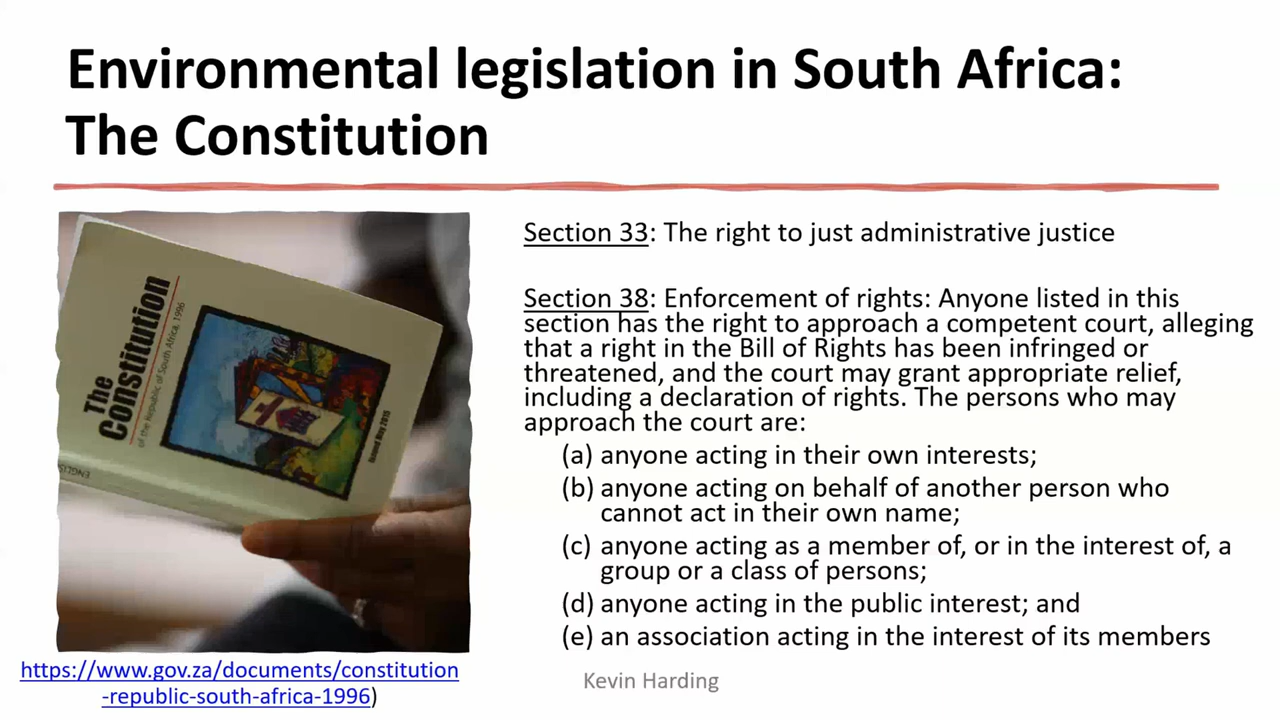 Environmental legislation in South Africa:
The Constitution
The
Constitution
of the Republic of South Africa, 1996
Issued May 2015
ENGLISH
https://www.gov.za/documents/constitution
-republic-south-africa-1996)
Section 33: The right to just administrative justice
Section 38: Enforcement of rights: Anyone listed in this
section has the right to approach a competent court, alleging
that a right in the Bill of Rights has been infringed or
threatened, and the court may grant appropriate relief,
including a declaration of rights. The persons who may
approach the court are:
(a) anyone acting in their own interests;
(b) anyone acting on behalf of another person who
cannot act in their own name;
(c) anyone acting as a member of, or in the interest of, a
group or a class of persons;
(d) anyone acting in the public interest; and
(e) an association acting in the interest of its members
Kevin Harding